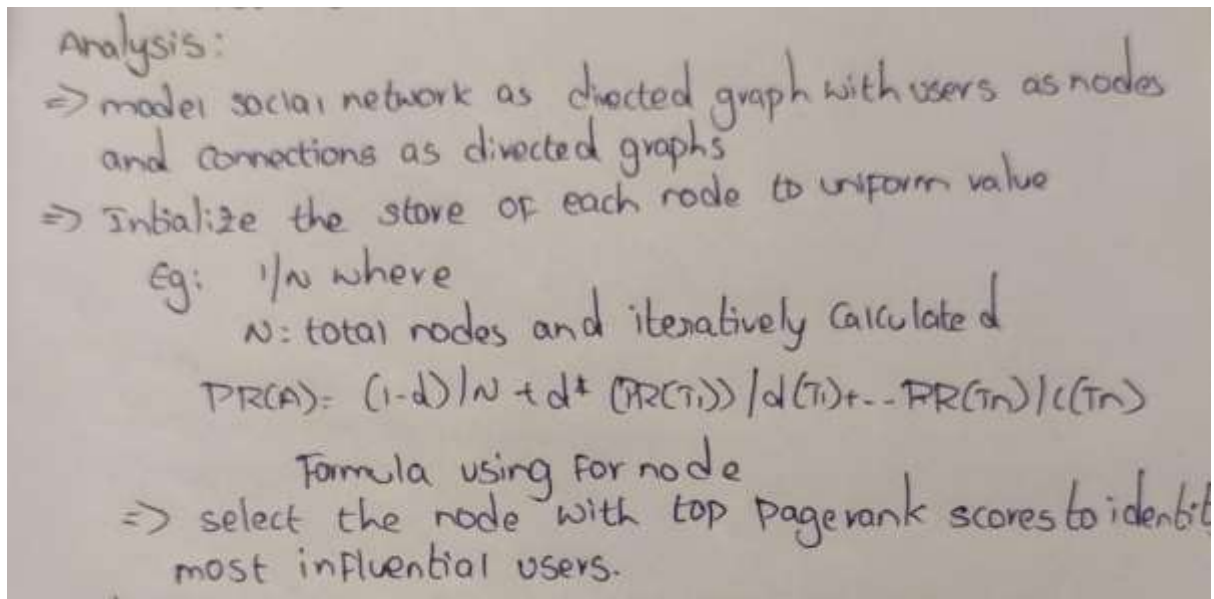 Analysis:
=> model social network as directed graph with users as nodes
and connections as directed graphs
=> Intialize the store of each node to uniform value
Eg: 1/N where
N: total nodes and iteratively calculated
PR(A) = (1-d)/N + d* (PR(T1)) / d(T1)+-- PR(Tn)/C(Tn)
Formula using for node
=> select the node with top pagerank scores to identit
most influential users.